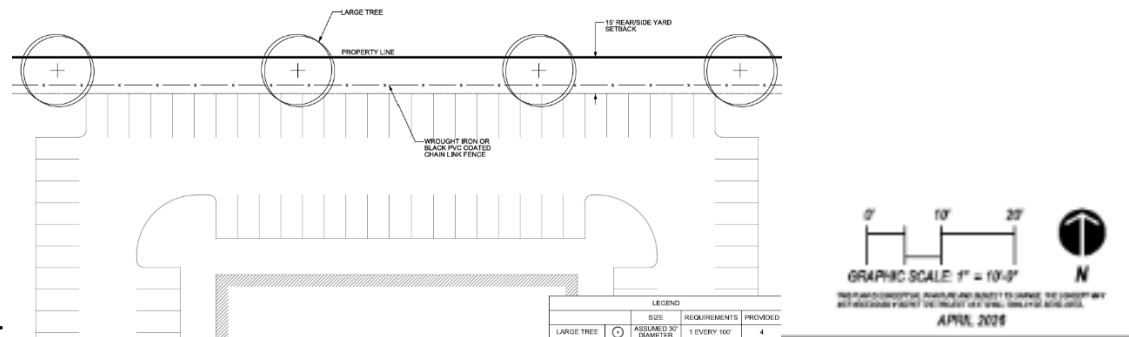 LARGE TREE
15' REAR/SIDE YARD
SETBACK
PROPERTY LINE
WROUGHT IRON OR
BLACK PVC COATED
CHAIN LINK FENCE
0' 10' 20'
GRAPHIC SCALE: 1" = 10'-0"
N
APRIL 2026
LEGEND
SIZE REQUIREMENTS PROVIDED
LARGE TREE ASSUMED 30' DIAMETER 1 EVERY 100' 4